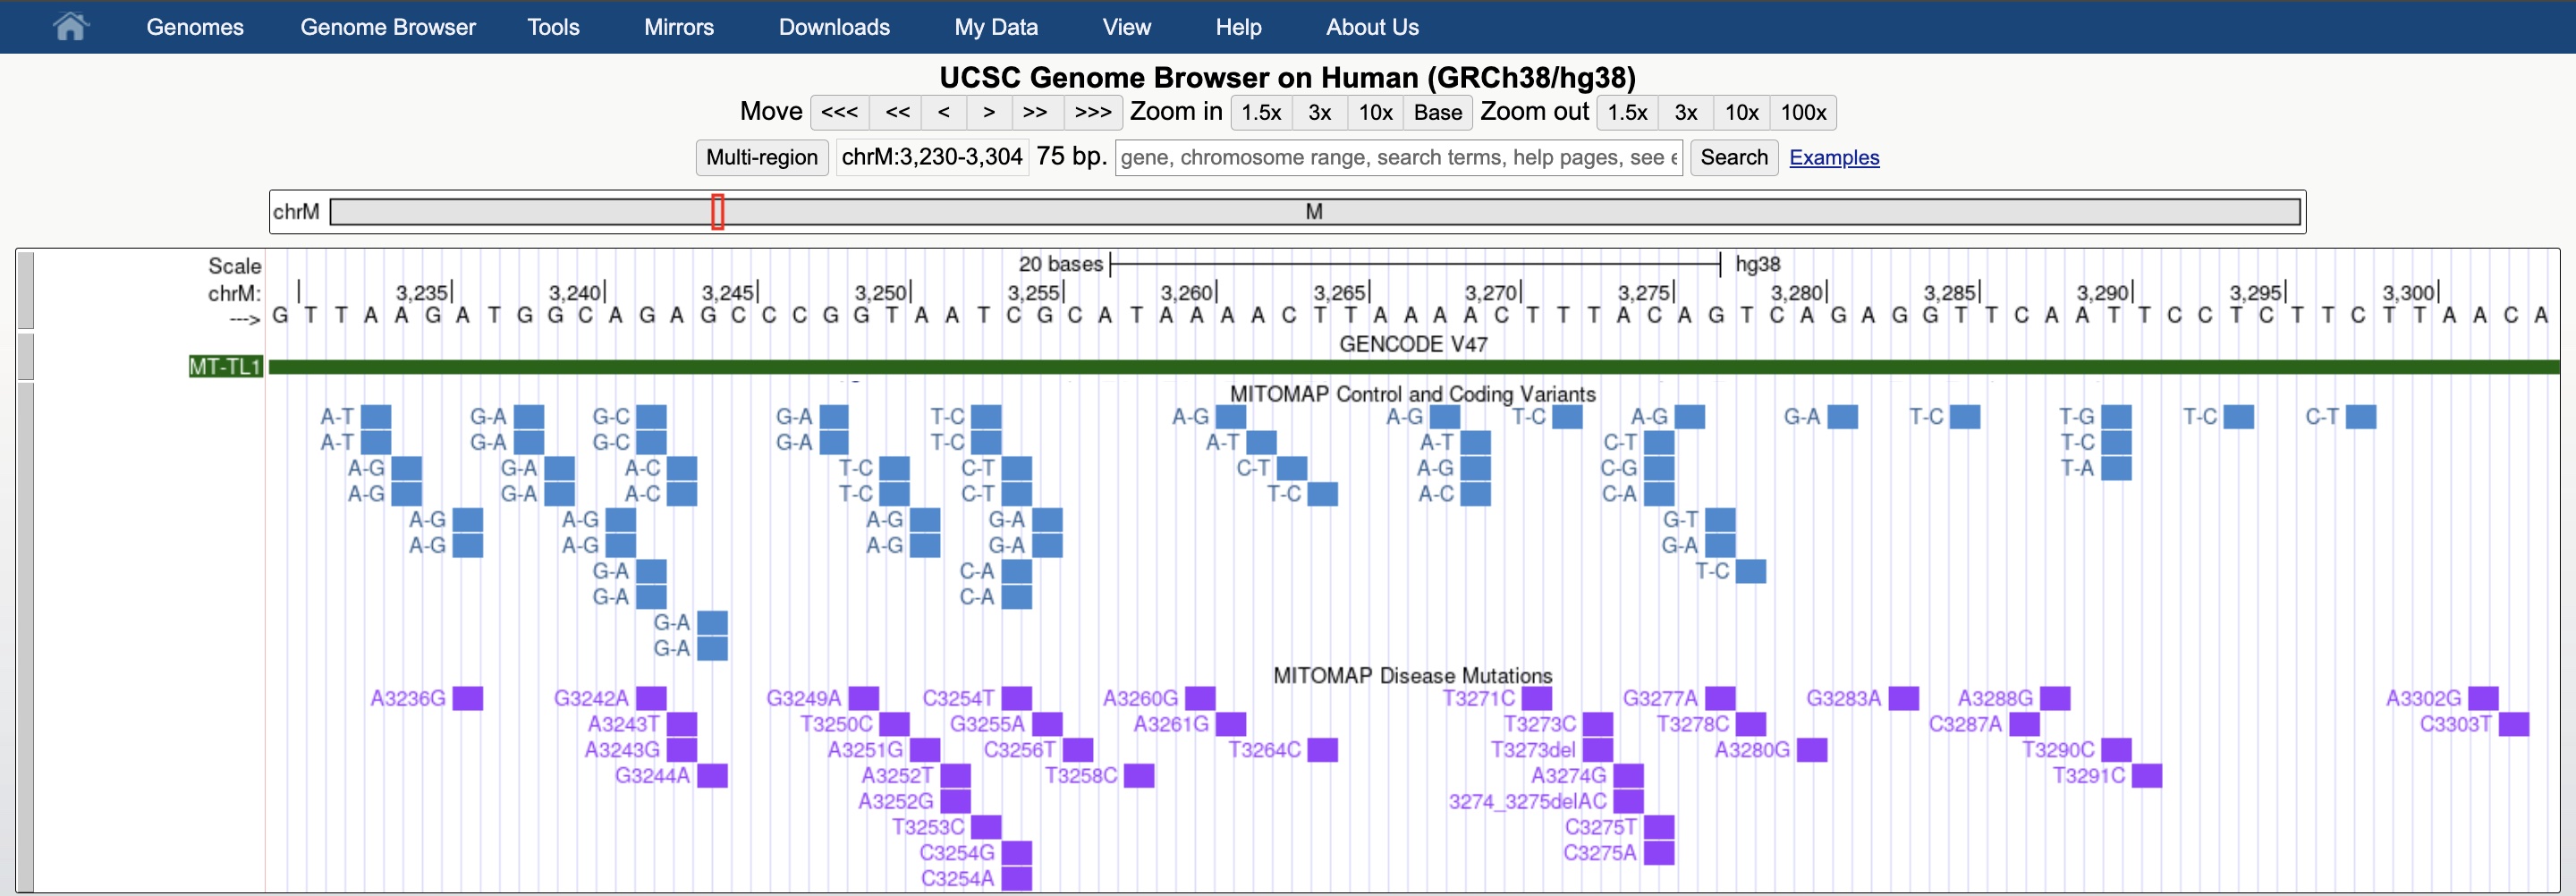 Genomes Genome Browser Tools Mirrors Downloads My Data View Help About Us
UCSC Genome Browser on Human (GRCh38/hg38)
Move <<< << < > >> >>> Zoom in 1.5x 3x 10x Base Zoom out 1.5x 3x 10x 100x
Multi-region chrM:3,230-3,304 75 bp. gene, chromosome range, search terms, help pages, see e Search Examples
chrM M
Scale 20 bases hg38
chrM: 3,235 3,240 3,245 3,250 3,255 3,260 3,265 3,270 3,275 3,280 3,285 3,290 3,295 3,300
---> G T T A A G A T G G C A G A G C C C G G T A A T C G C A T A A A A C T T A A A A C T T T A C A G T C A G A G G T T C A A T T C C T C T T C T T A A C A
GENCODE V47
MT-TL1
MITOMAP Control and Coding Variants
A-T G-A G-C G-A T-C A-G A-G T-C A-G G-A T-C T-G T-C C-T
A-T G-A G-C G-A T-C A-T A-T C-T T-C
A-G G-A A-C T-C C-T C-T A-G C-G T-A
A-G G-A A-C T-C C-T T-C A-C C-A
A-G A-G A-G G-A G-T
A-G A-G A-G G-A G-A
G-A C-A T-C
G-A C-A
G-A
G-A
MITOMAP Disease Mutations
A3236G G3242A G3249A C3254T A3260G T3271C G3277A G3283A A3288G A3302G
A3243T T3250C G3255A A3261G T3273C T3278C C3287A C3303T
A3243G A3251G C3256T T3264C T3273del A3280G T3290C
G3244A A3252T T3258C A3274G T3291C
A3252G 3274_3275delAC
T3253C C3275T
C3254G C3275A
C3254A